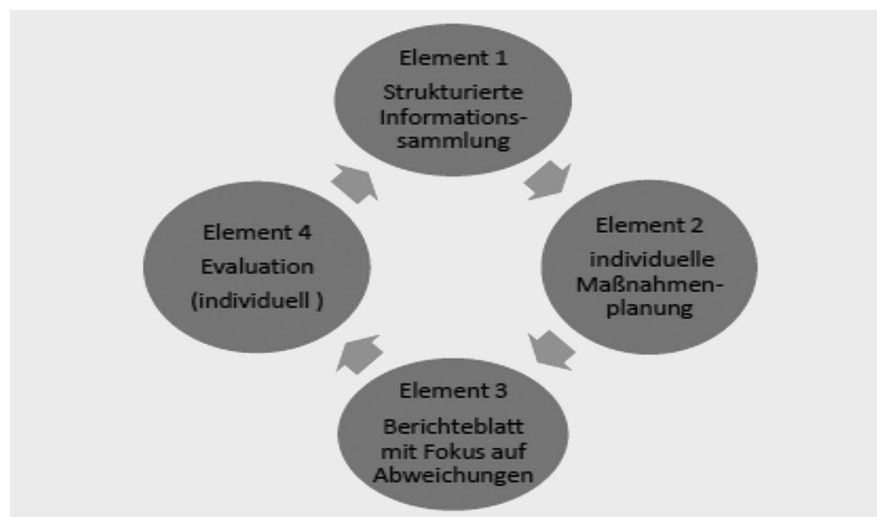 Element 1
Strukturierte
Informations-
sammlung
Element 2
individuelle
Maßnahmen-
planung
Element 3
Berichteblatt
mit Fokus auf
Abweichungen
Element 4
Evaluation
(individuell )